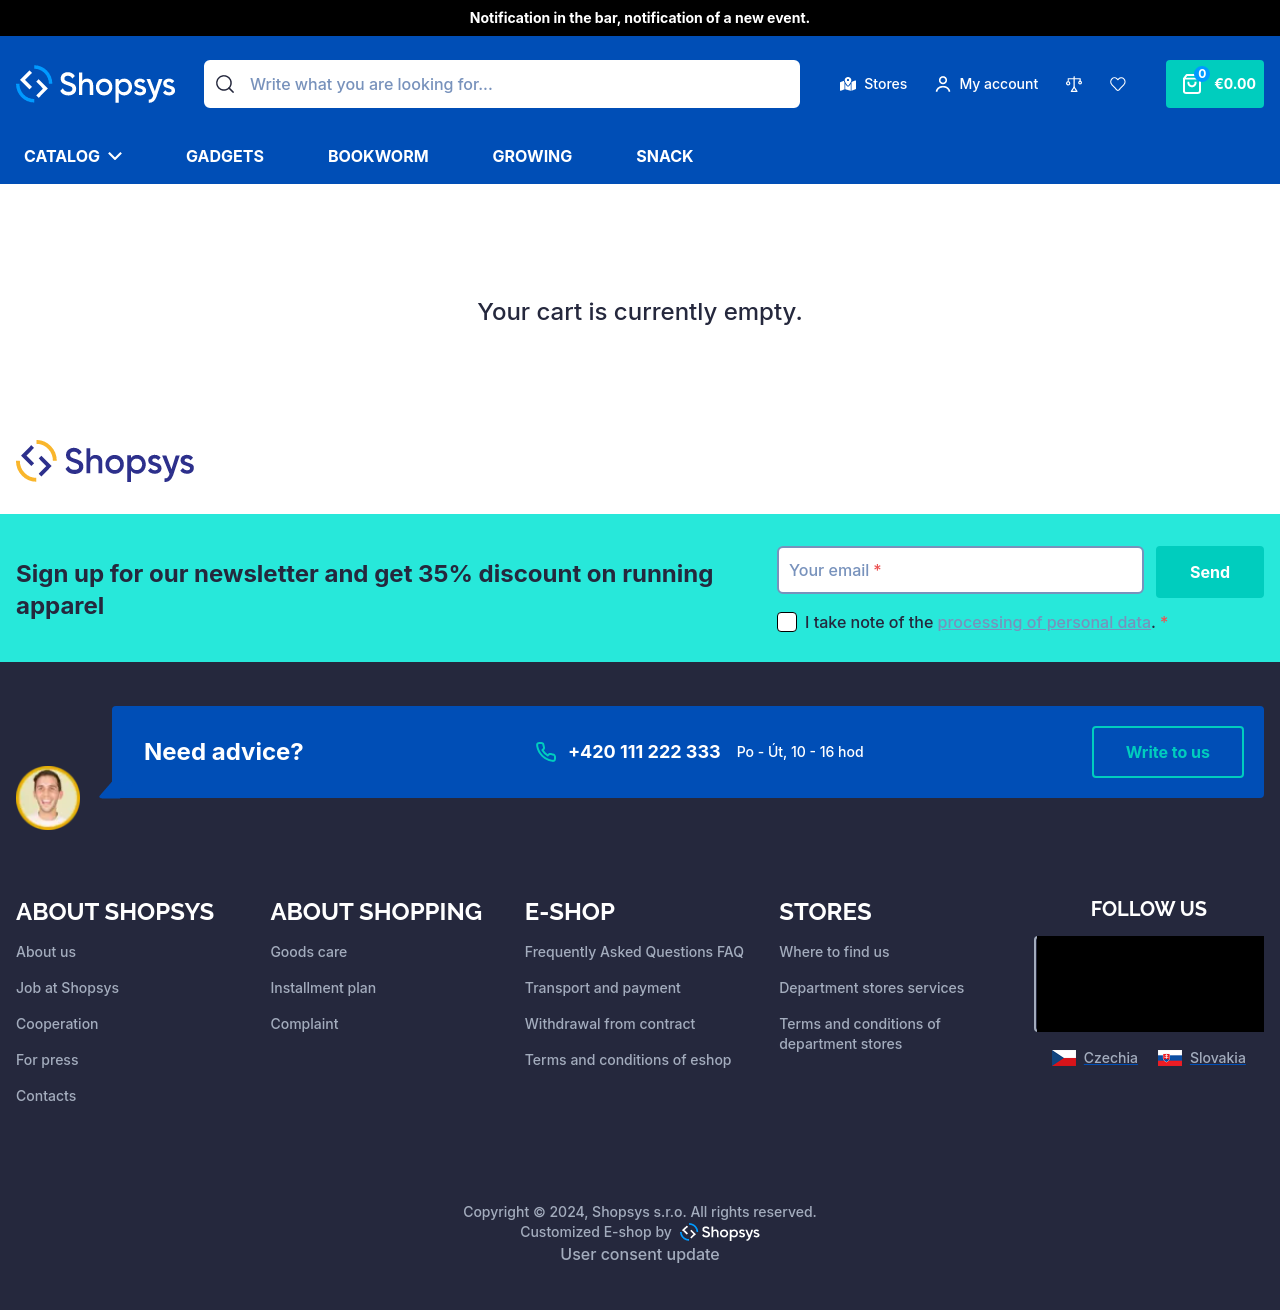 Notification in the bar, notification of a new event.
Shopsys
Write what you are looking for...
Stores
My account
0
€0.00
CATALOG
GADGETS
BOOKWORM
GROWING
SNACK
Your cart is currently empty.
Shopsys
Sign up for our newsletter and get 35% discount on running
apparel
Your email *
Send
I take note of the processing of personal data. *
Need advice?
+420 111 222 333
Po - Út, 10 - 16 hod
Write to us
ABOUT SHOPSYS
About us
Job at Shopsys
Cooperation
For press
Contacts
ABOUT SHOPPING
Goods care
Installment plan
Complaint
E-SHOP
Frequently Asked Questions FAQ
Transport and payment
Withdrawal from contract
Terms and conditions of eshop
STORES
Where to find us
Department stores services
Terms and conditions of
department stores
FOLLOW US
Czechia
Slovakia
Copyright © 2024, Shopsys s.r.o. All rights reserved.
Customized E-shop by Shopsys
User consent update